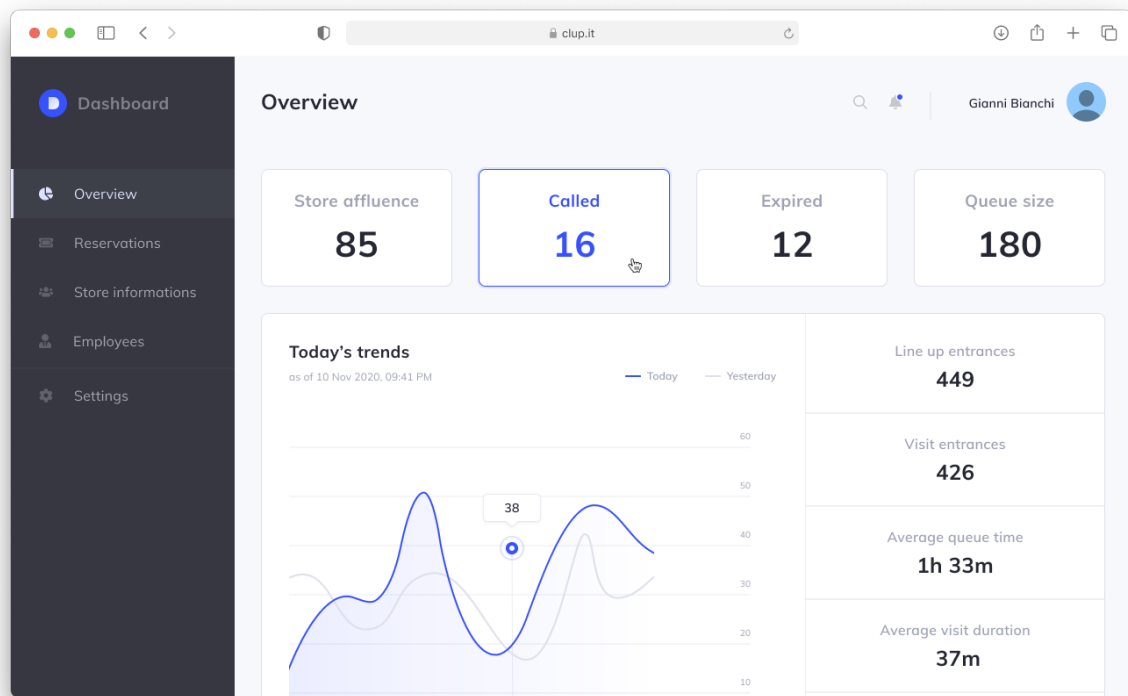 clup.it
Dashboard
Overview
Reservations
Store informations
Employees
Settings
Overview
Gianni Bianchi
Store affluence
85
Called
16
Expired
12
Queue size
180
Today's trends
as of 10 Nov 2020, 09:41 PM
Today
Yesterday
60
50
40
30
20
10
38
Line up entrances
449
Visit entrances
426
Average queue time
1h 33m
Average visit duration
37m